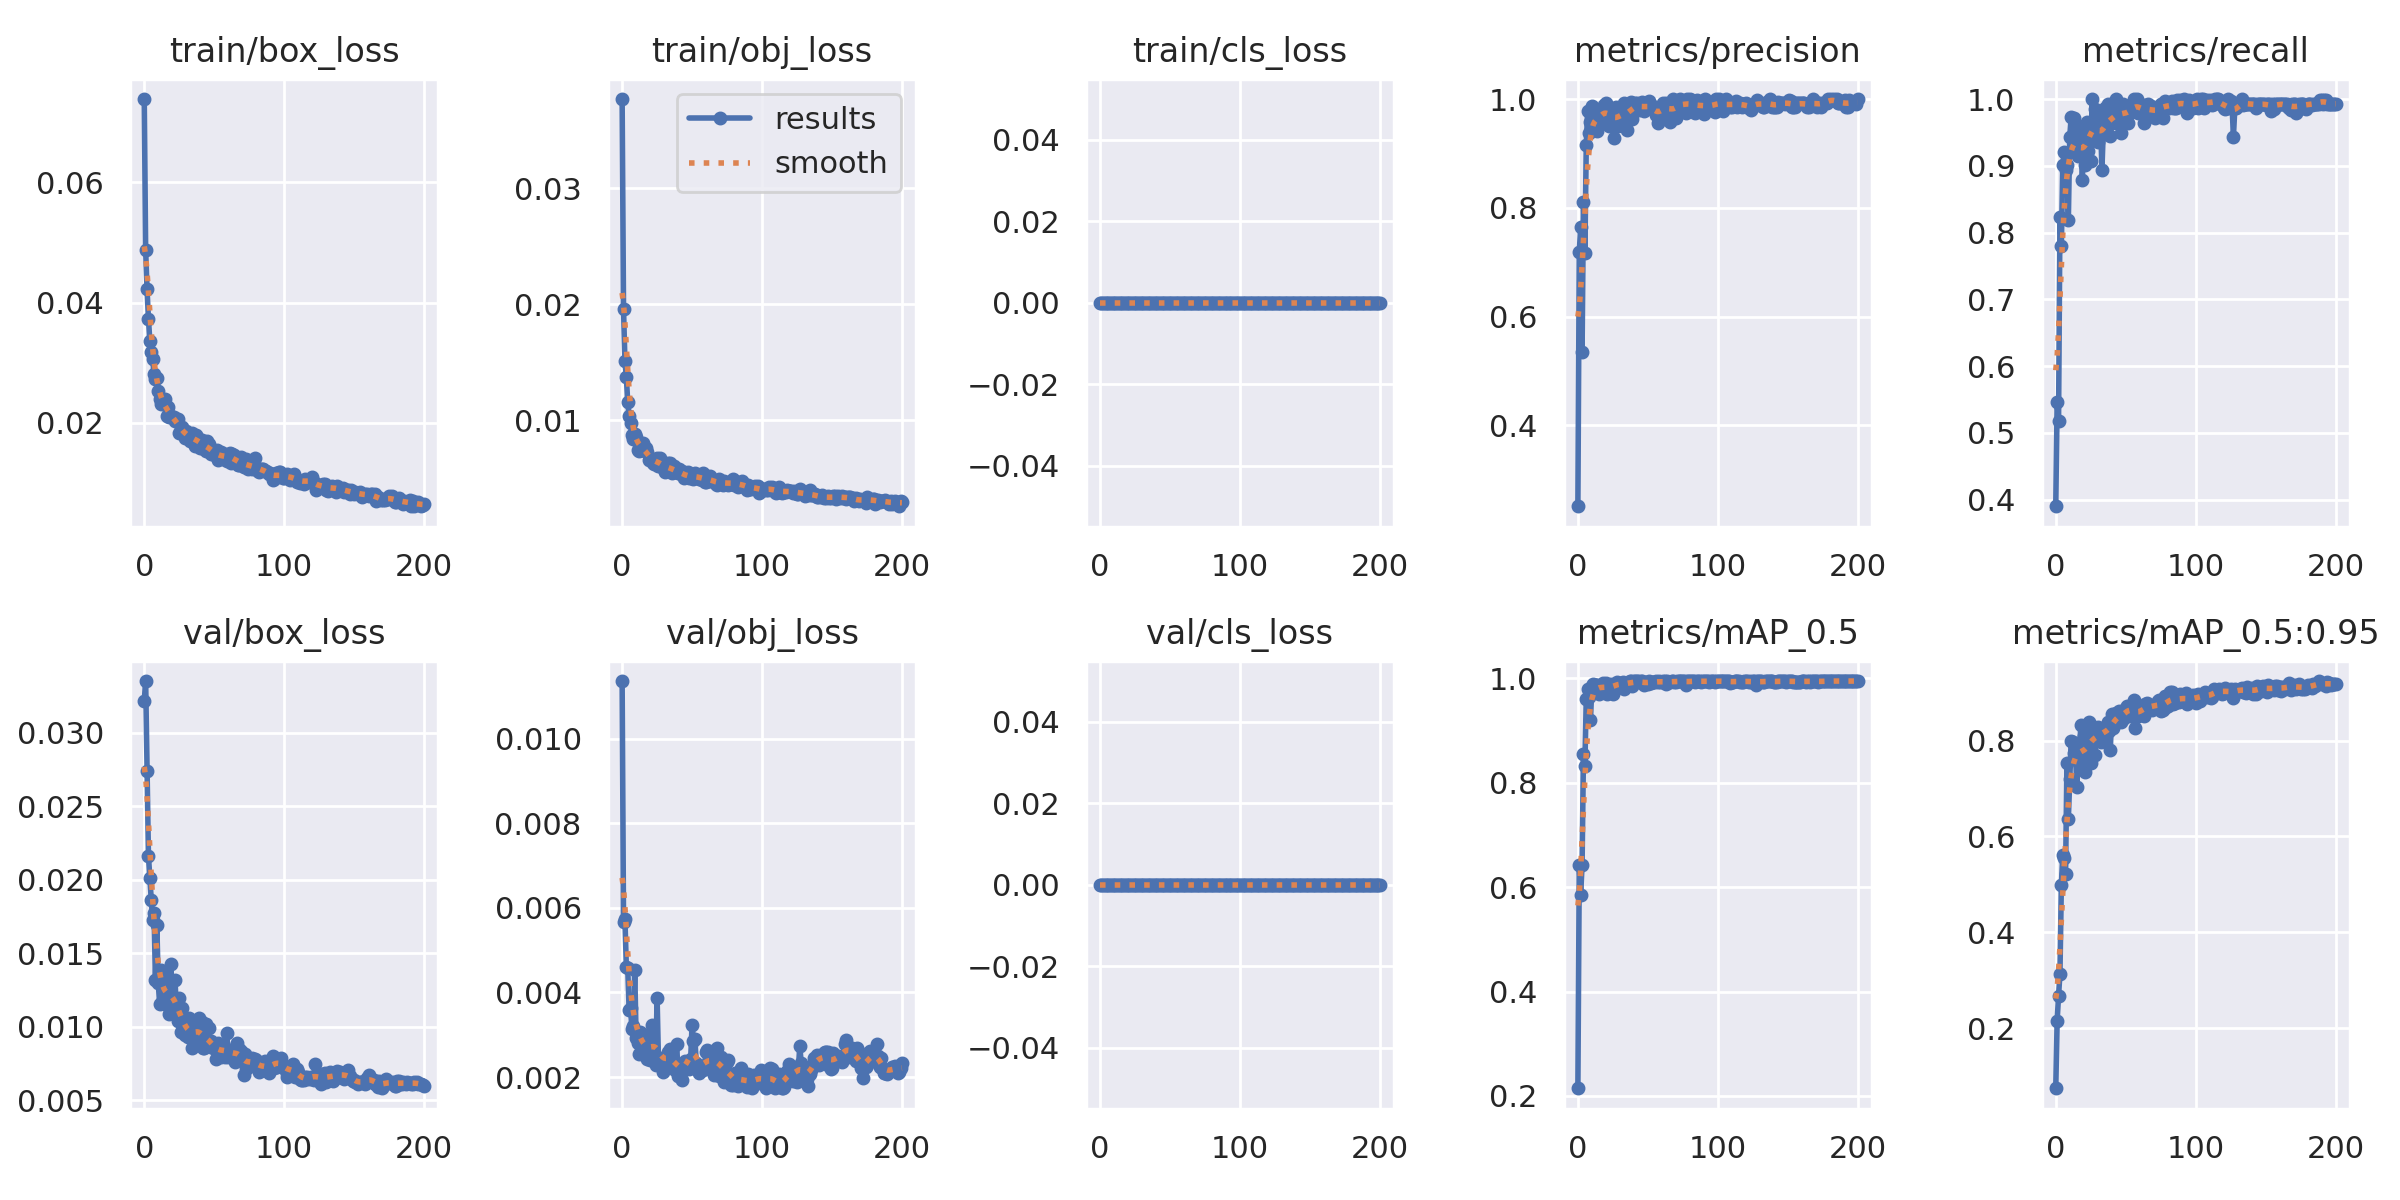 train/box_loss
0.06
0.04
0.02
0 100 200
train/obj_loss
results
smooth
0.03
0.02
0.01
0 100 200
train/cls_loss
0.04
0.02
0.00
−0.02
−0.04
0 100 200
metrics/precision
1.0
0.8
0.6
0.4
0 100 200
metrics/recall
1.0
0.9
0.8
0.7
0.6
0.5
0.4
0 100 200
val/box_loss
0.030
0.025
0.020
0.015
0.010
0.005
0 100 200
val/obj_loss
0.010
0.008
0.006
0.004
0.002
0 100 200
val/cls_loss
0.04
0.02
0.00
−0.02
−0.04
0 100 200
metrics/mAP_0.5
1.0
0.8
0.6
0.4
0.2
0 100 200
metrics/mAP_0.5:0.95
0.8
0.6
0.4
0.2
0 100 200